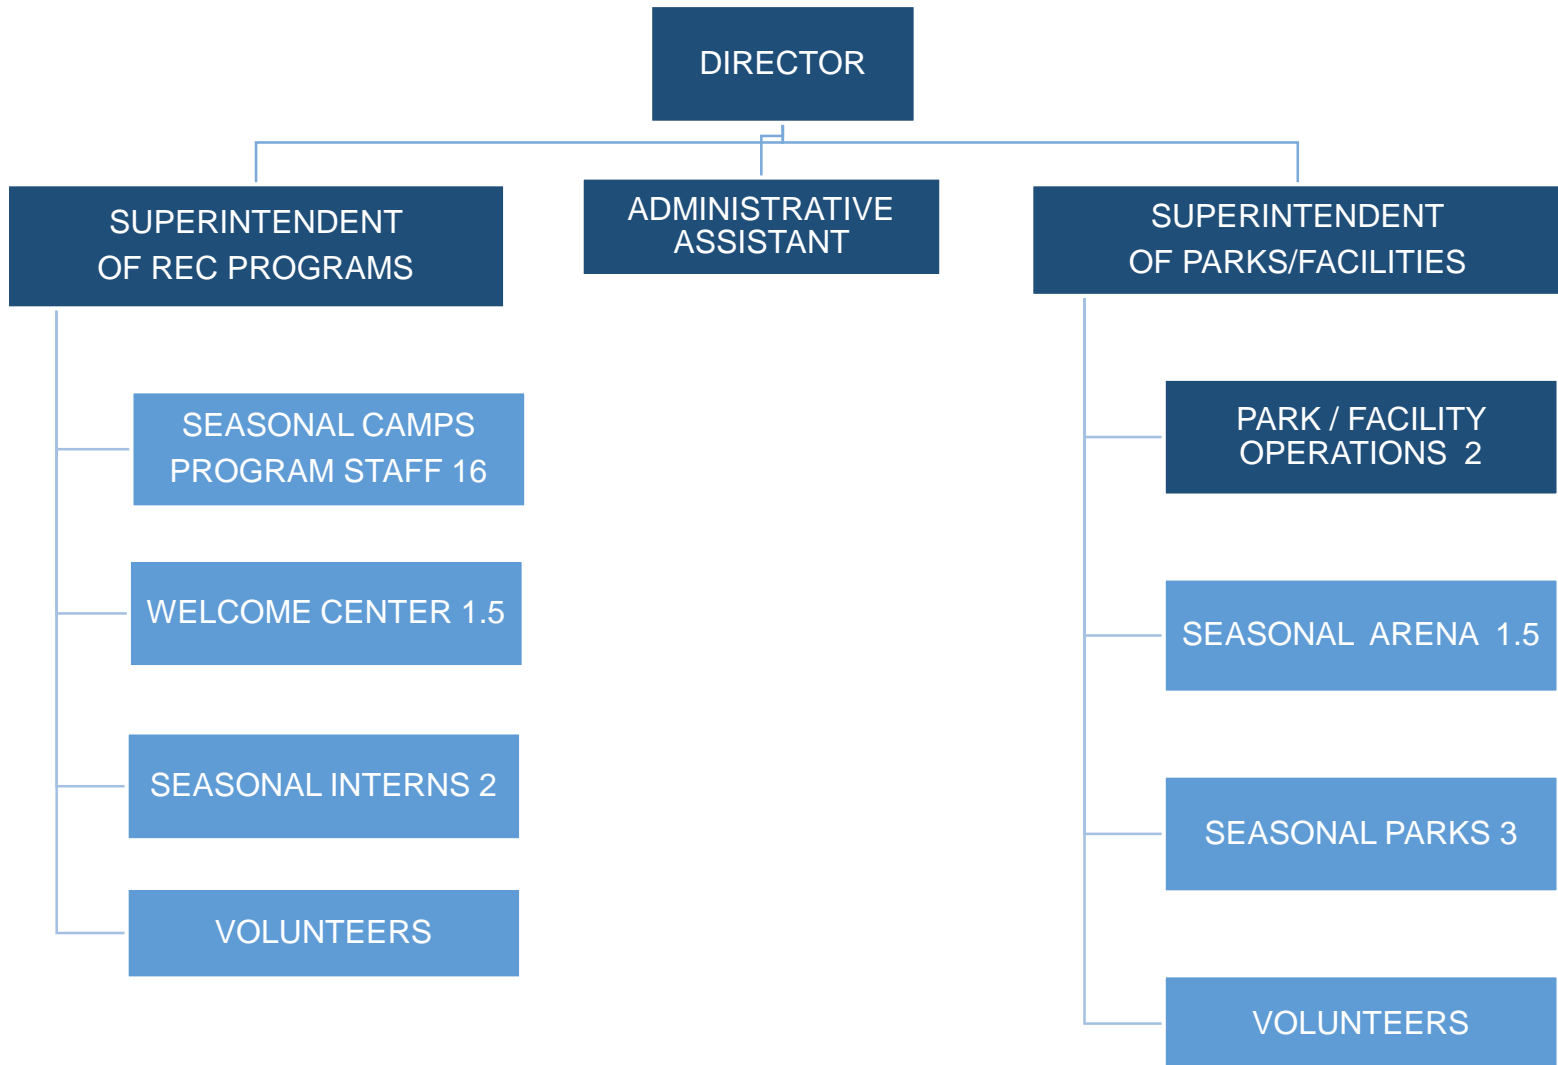 DIRECTOR
SUPERINTENDENT
OF REC PROGRAMS
ADMINISTRATIVE
ASSISTANT
SUPERINTENDENT
OF PARKS/FACILITIES
SEASONAL CAMPS
PROGRAM STAFF 16
WELCOME CENTER 1.5
SEASONAL INTERNS 2
VOLUNTEERS
PARK / FACILITY
OPERATIONS 2
SEASONAL ARENA 1.5
SEASONAL PARKS 3
VOLUNTEERS